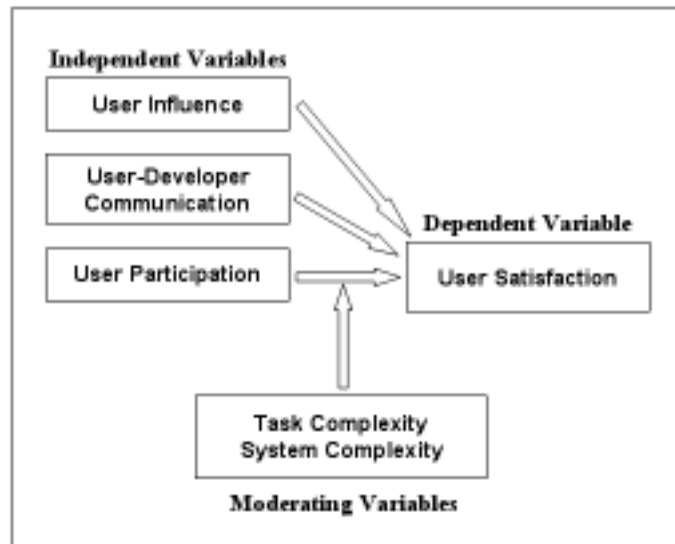 Independent Variables
User Influence
User-Developer
Communication
User Participation
Dependent Variable
User Satisfaction
Task Complexity
System Complexity
Moderating Variables